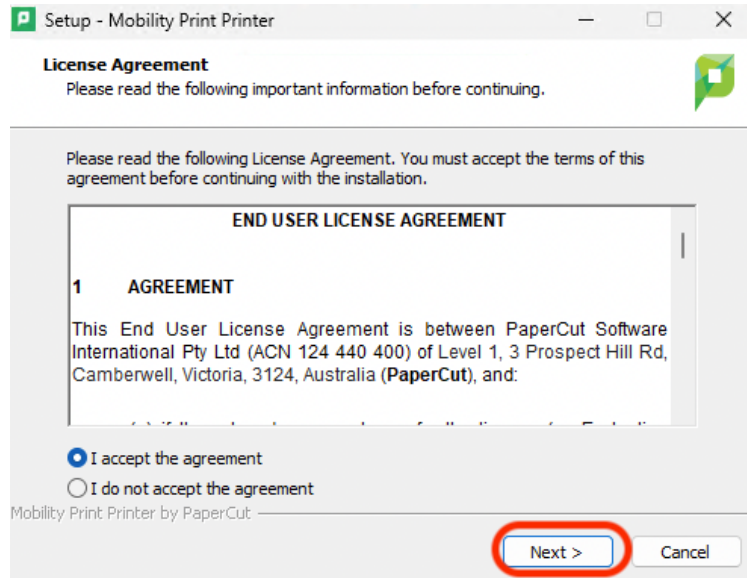 Setup - Mobility Print Printer
License Agreement
Please read the following important information before continuing.
Please read the following License Agreement. You must accept the terms of this
agreement before continuing with the installation.
END USER LICENSE AGREEMENT
1 AGREEMENT
This End User License Agreement is between PaperCut Software
International Pty Ltd (ACN 124 440 400) of Level 1, 3 Prospect Hill Rd,
Camberwell, Victoria, 3124, Australia (PaperCut), and:
I accept the agreement
I do not accept the agreement
Mobility Print Printer by PaperCut
Next >
Cancel